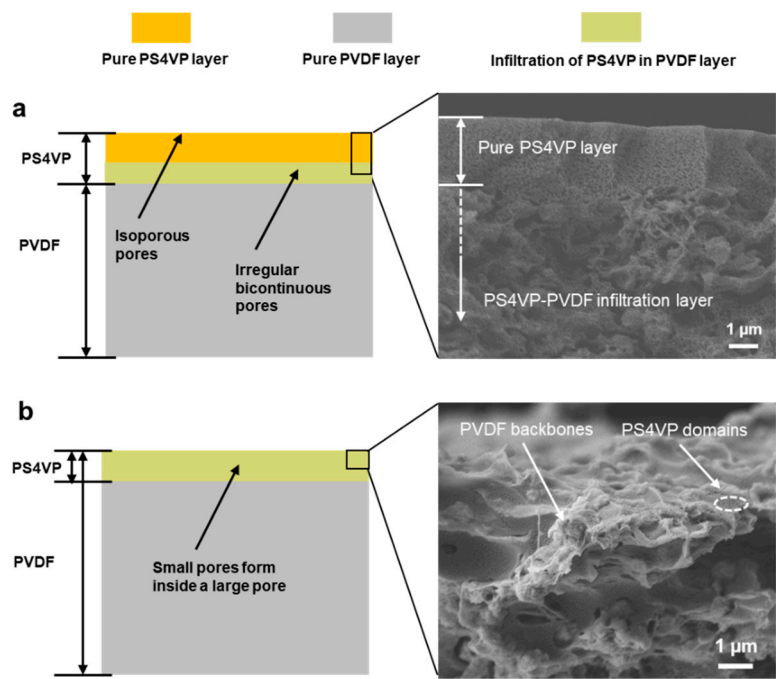 Pure PS4VP layer
Pure PVDF layer
Infiltration of PS4VP in PVDF layer
a
PS4VP
PVDF
Isoporous
pores
Irregular
bicontinuous
pores
Pure PS4VP layer
PS4VP-PVDF infiltration layer
1 µm
b
PS4VP
PVDF
Small pores form
inside a large pore
PVDF backbones
PS4VP domains
1 µm